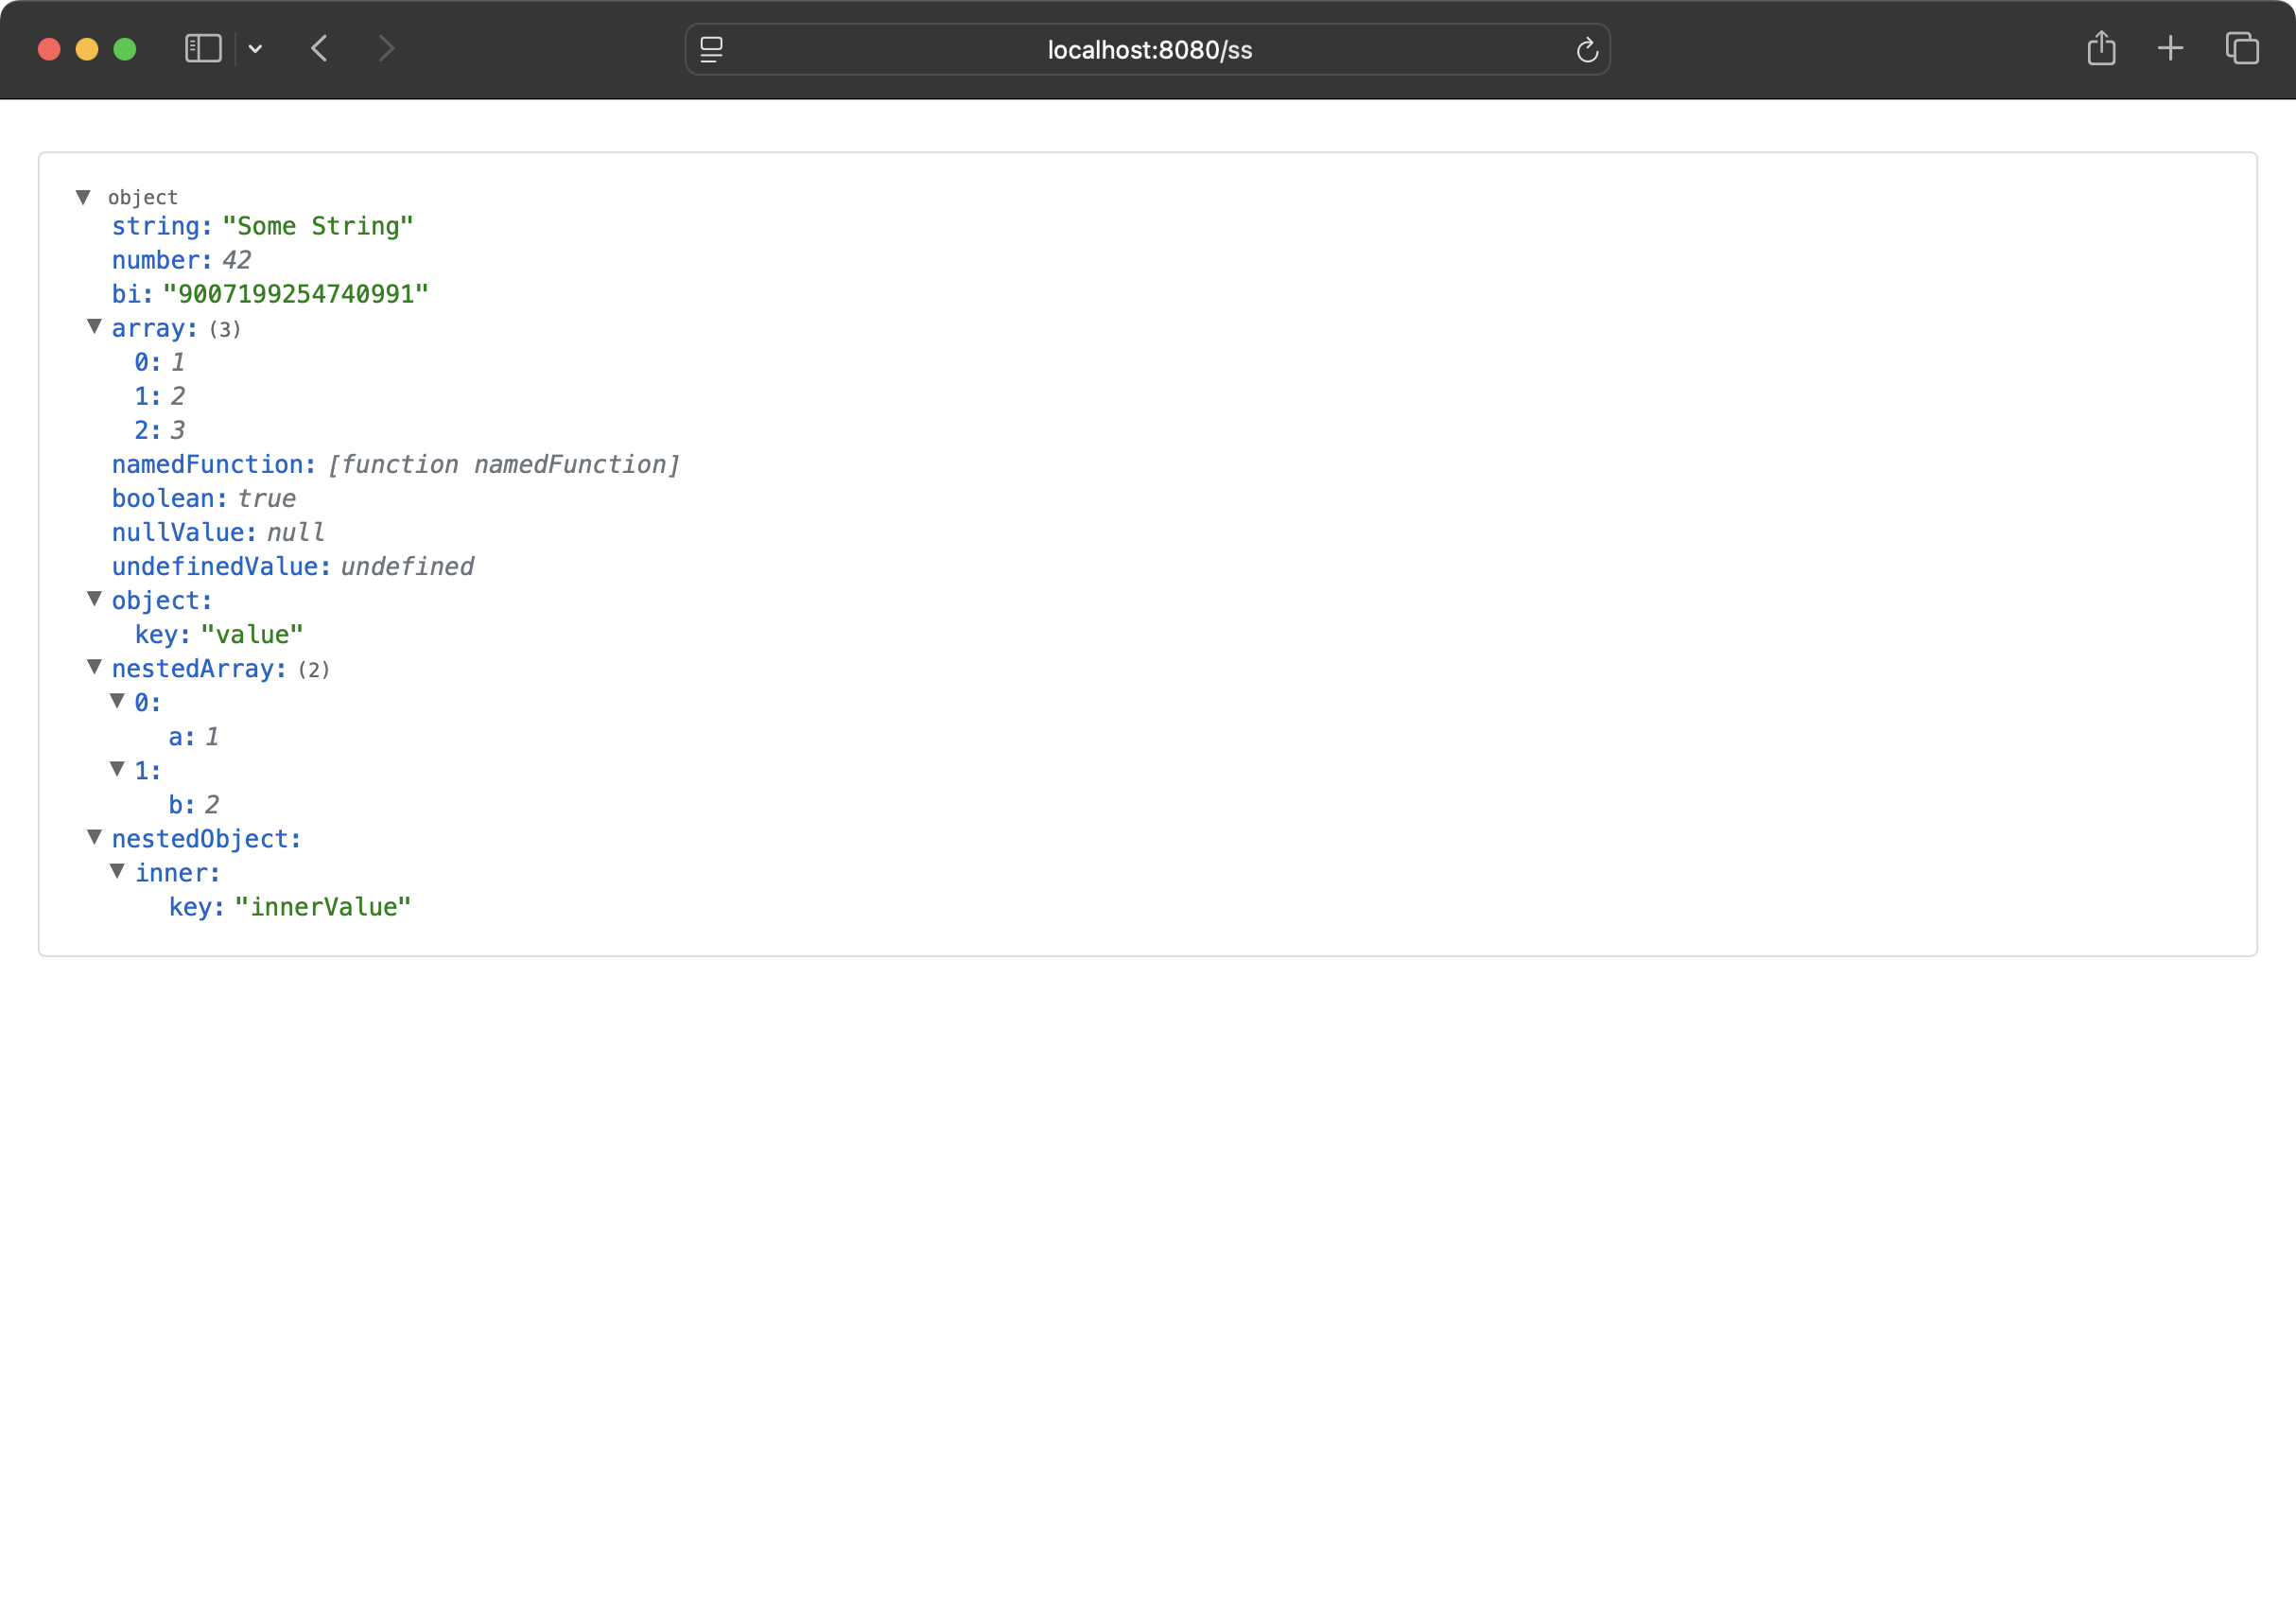 localhost:8080/ss
▼ object
string: "Some String"
number: 42
bi: "9007199254740991"
▼ array: (3)
0: 1
1: 2
2: 3
namedFunction: [function namedFunction]
boolean: true
nullValue: null
undefinedValue: undefined
▼ object:
key: "value"
▼ nestedArray: (2)
▼ 0:
a: 1
▼ 1:
b: 2
▼ nestedObject:
▼ inner:
key: "innerValue"